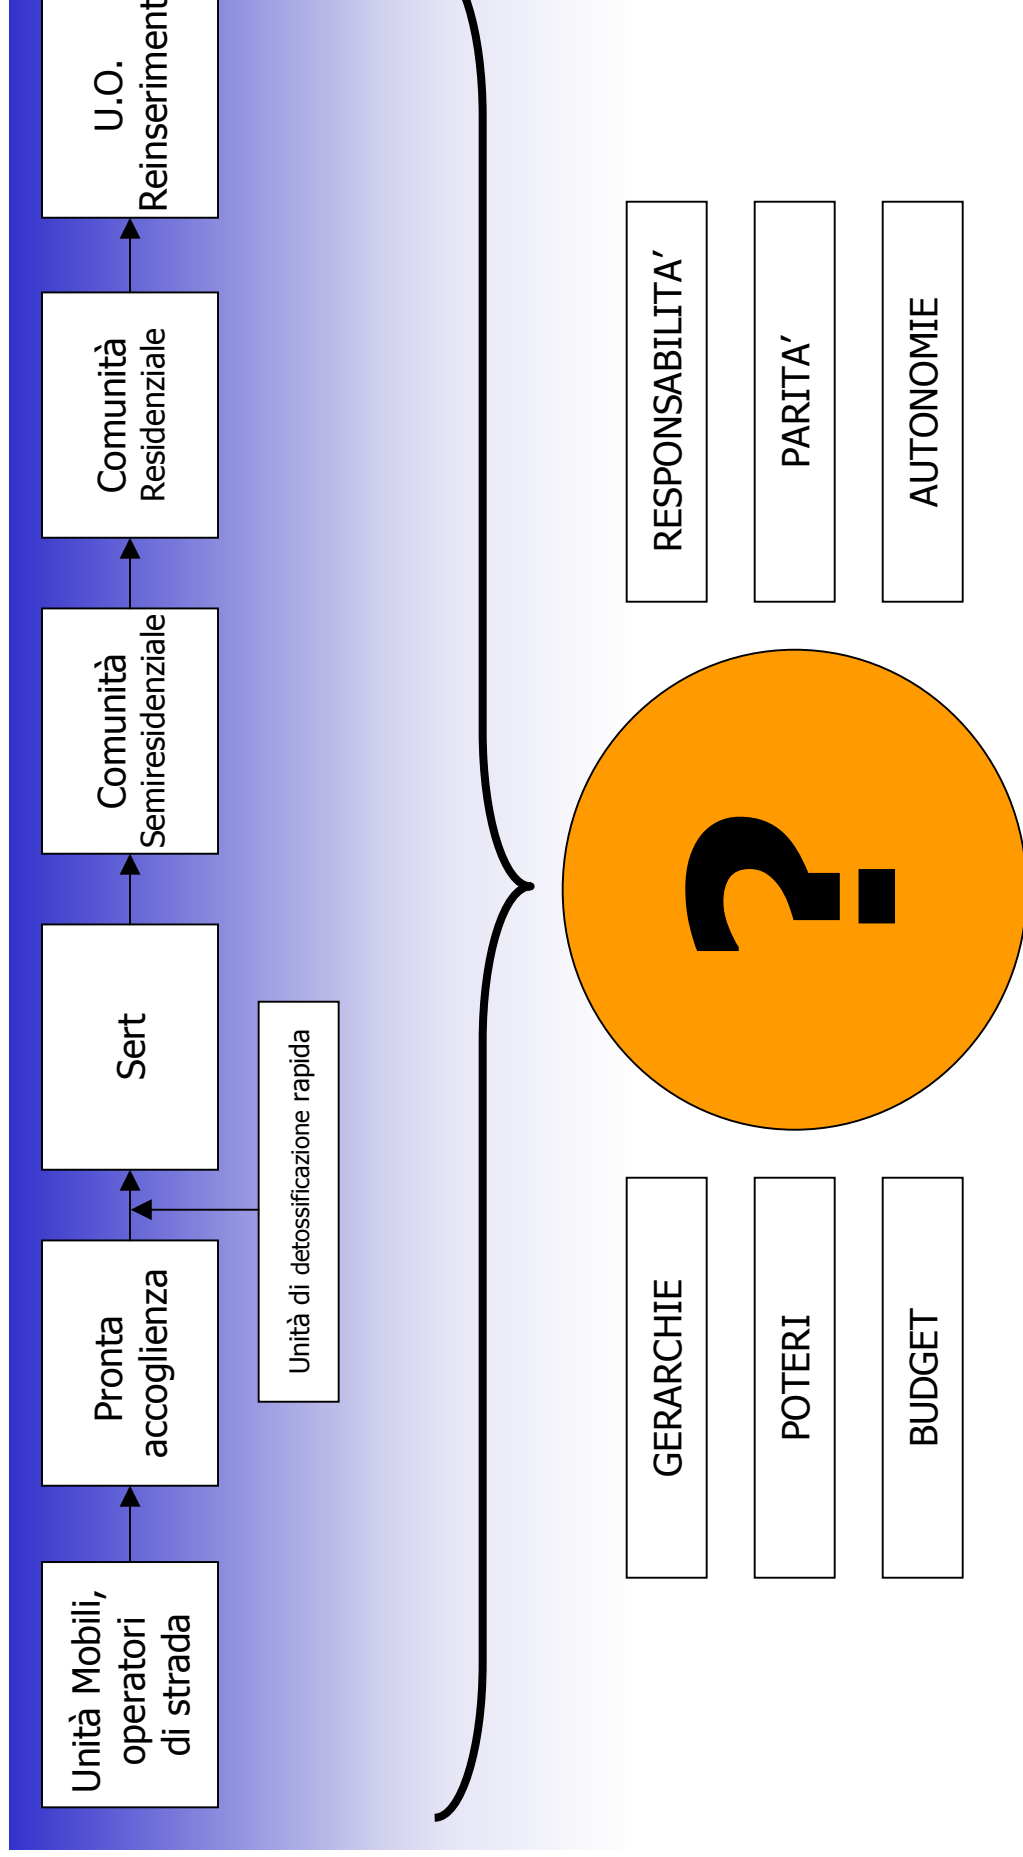 Unità Mobili,
operatori
di strada
Pronta
accoglienza
Sert
Comunità
Semiresidenziale
Comunità
Residenziale
U.O.
Reinseriment
Unità di detossificazione rapida
GERARCHIE
POTERI
BUDGET
?
RESPONSABILITA’
PARITA’
AUTONOMIE